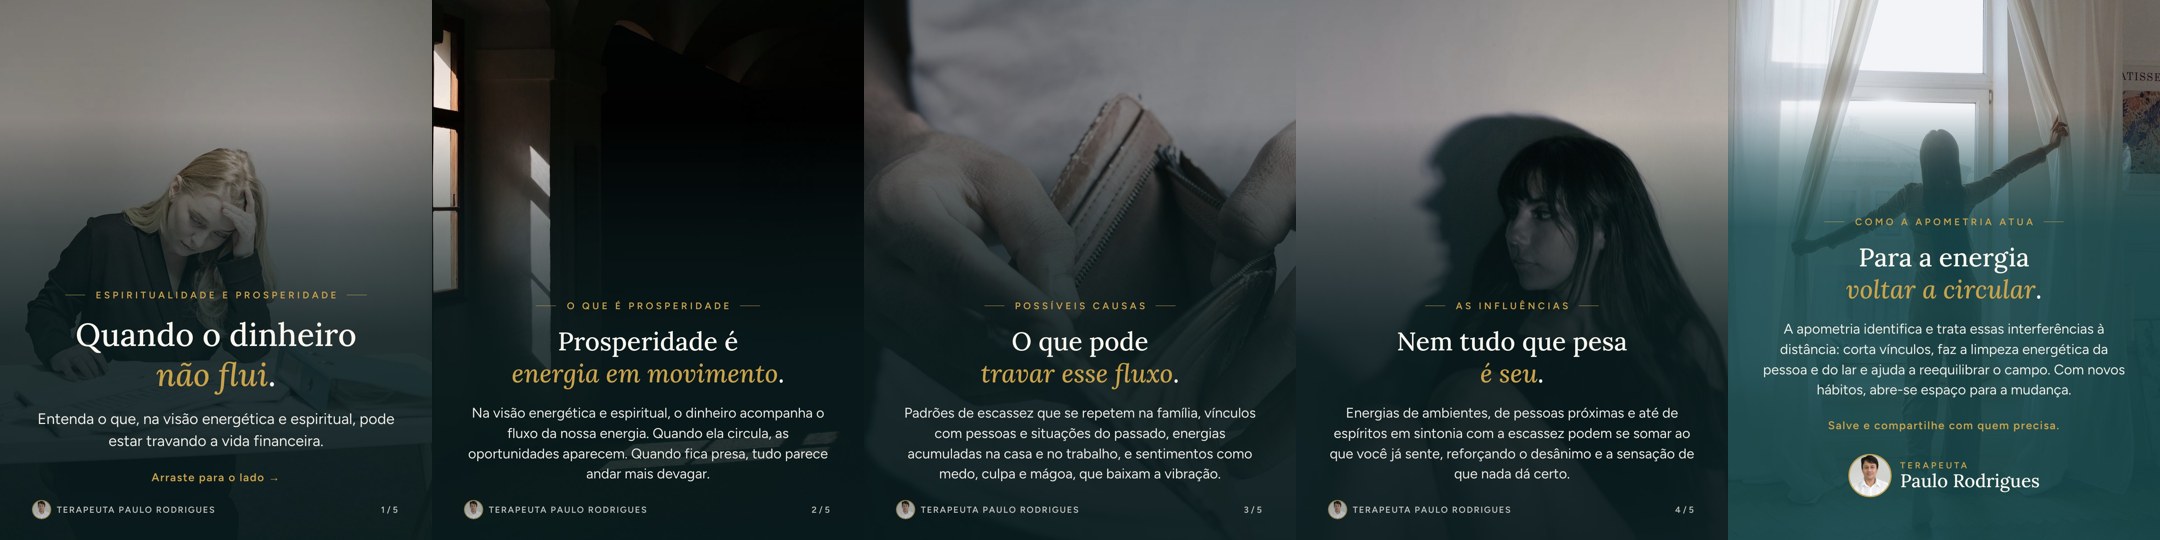 ESPIRITUALIDADE E PROSPERIDADE
Quando o dinheiro
não flui.
Entenda o que, na visão energética e espiritual, pode
estar travando a vida financeira.
Arraste para o lado →
TERAPEUTA PAULO RODRIGUES
1/5
O QUE É PROSPERIDADE
Prosperidade é
energia em movimento.
Na visão energética e espiritual, o dinheiro acompanha o
fluxo da nossa energia. Quando ela circula, as
oportunidades aparecem. Quando fica presa, tudo parece
andar mais devagar.
TERAPEUTA PAULO RODRIGUES
2/5
POSSÍVEIS CAUSAS
O que pode
travar esse fluxo.
Padrões de escassez que se repetem na família, vínculos
com pessoas e situações do passado, energias
acumuladas na casa e no trabalho, e sentimentos como
medo, culpa e mágoa, que baixam a vibração.
TERAPEUTA PAULO RODRIGUES
3/5
AS INFLUÊNCIAS
Nem tudo que pesa
é seu.
Energias de ambientes, de pessoas próximas e até de
espíritos em sintonia com a escassez podem se somar ao
que você já sente, reforçando o desânimo e a sensação de
que nada dá certo.
TERAPEUTA PAULO RODRIGUES
4/5
ATISSE
COMO A APOMETRIA ATUA
Para a energia
voltar a circular.
A apometria identifica e trata essas interferências à
distância: corta vínculos, faz a limpeza energética da
pessoa e do lar e ajuda a reequilibrar o campo. Com novos
hábitos, abre-se espaço para a mudança.
Salve e compartilhe com quem precisa.
TERAPEUTA
Paulo Rodrigues